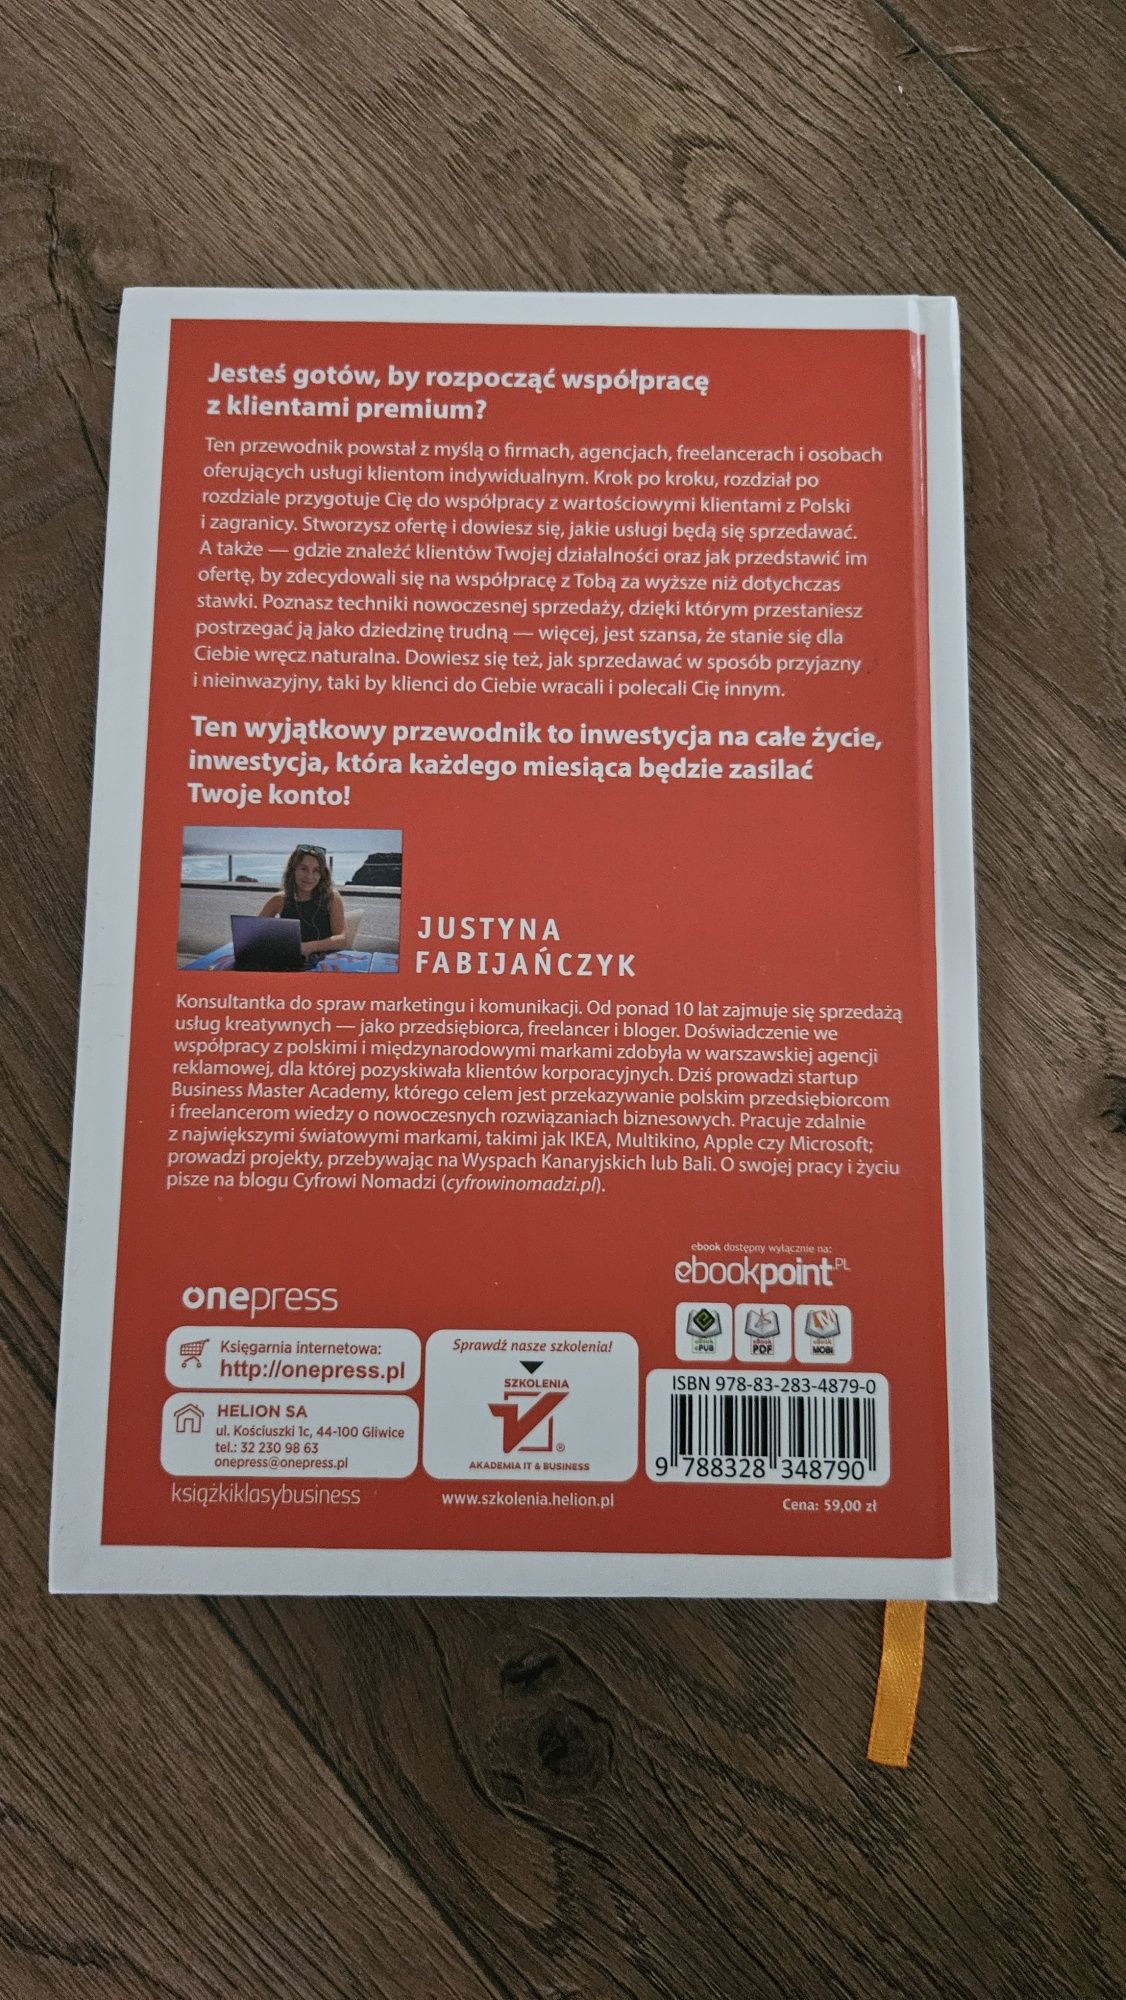 Jesteś gotów, by rozpocząć współpracę
z klientami premium?
Ten przewodnik powstał z myślą o firmach, agencjach, freelancerach i osobach
oferujących usługi klientom indywidualnym. Krok po kroku, rozdział po
rozdziale przygotuje Cię do współpracy z wartościowymi klientami z Polski
i zagranicy. Stworzysz ofertę i dowiesz się, jakie usługi będą się sprzedawać.
A także — gdzie znaleźć klientów Twojej działalności oraz jak przedstawić im
ofertę, by zdecydowali się na współpracę z Tobą za wyższe niż dotychczas
stawki. Poznasz techniki nowoczesnej sprzedaży, dzięki którym przestaniesz
postrzegać ją jako dziedzinę trudną — więcej, jest szansa, że stanie się dla
Ciebie wręcz naturalna. Dowiesz się też, jak sprzedawać w sposób przyjazny
i nieinwazyjny, taki by klienci do Ciebie wracali i polecali Cię innym.
Ten wyjątkowy przewodnik to inwestycja na całe życie,
inwestycja, która każdego miesiąca będzie zasilać
Twoje konto!
JUSTYNA
FABIJAŃCZYK
Konsultantka do spraw marketingu i komunikacji. Od ponad 10 lat zajmuje się sprzedażą
usług kreatywnych — jako przedsiębiorca, freelancer i bloger. Doświadczenie we
współpracy z polskimi i międzynarodowymi markami zdobyła w warszawskiej agencji
reklamowej, dla której pozyskiwała klientów korporacyjnych. Dziś prowadzi startup
Business Master Academy, którego celem jest przekazywanie polskim przedsiębiorcom
i freelancerom wiedzy o nowoczesnych rozwiązaniach biznesowych. Pracuje zdalnie
z największymi światowymi markami, takimi jak IKEA, Multikino, Apple czy Microsoft;
prowadzi projekty, przebywając na Wyspach Kanaryjskich lub Bali. O swojej pracy i życiu
pisze na blogu Cyfrowi Nomadzi (cyfrowinomadzi.pl).
onepress
Księgarnia internetowa:
http://onepress.pl
HELION SA
ul. Kościuszki 1c, 44-100 Gliwice
tel.: 32 230 98 63
onepress@onepress.pl
książkiklasybusiness
Sprawdź nasze szkolenia!
SZKOLENIA
®
AKADEMIA IT & BUSINESS
www.szkolenia.helion.pl
ebook dostępny wyłącznie na:
ebookpoint.PL
eBook ePUB
eBook PDF
eBook MOBI
ISBN 978-83-283-4879-0
9 788328 348790
Cena: 59,00 zł